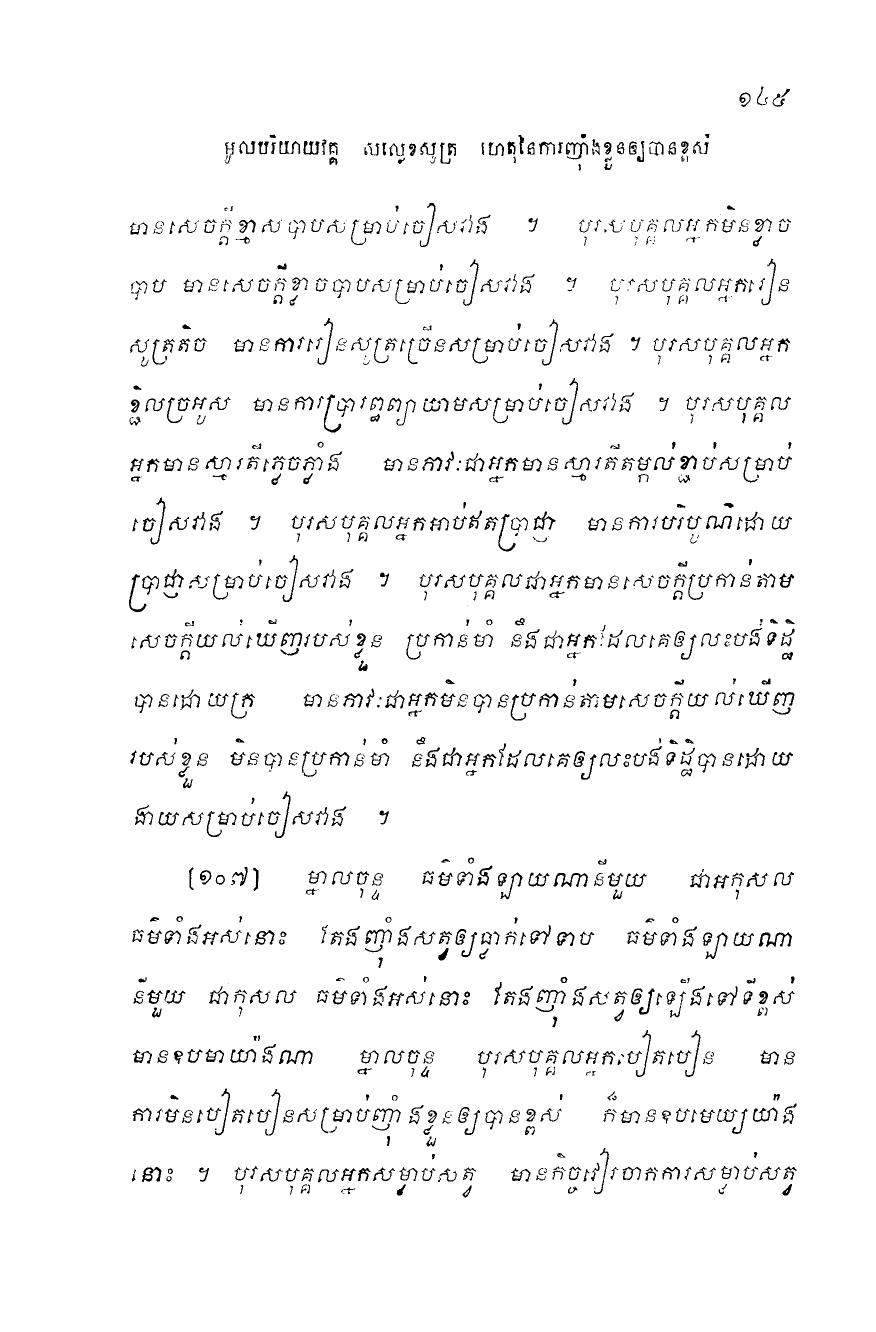 ១៤៥
មូលបរិយាយវគ្គ សល្លេខសូត្រ ហេតុនៃការញ៉ាំងខ្លួនឲ្យបានខ្ពស់
មានសេចក្តីខ្មាសបាបសម្រាប់ចៀសវាង ។ បុរសបុគ្គលអ្នកមិនខ្លាច
បាប មានសេចក្តីខ្លាចបាបសម្រាប់ចៀសវាង ។ បុរសបុគ្គលអ្នករៀន
សូត្រតិច មានការរៀនសូត្រច្រើនសម្រាប់ចៀសវាង ។ បុរសបុគ្គលអ្នក
ខ្ជិលច្រអូស មានការប្រារព្ធព្យាយាមសម្រាប់ចៀសវាង ។ បុរសបុគ្គល
អ្នកមានស្មារតីភ្លេចភ្លាំង មានភាវៈជាអ្នកមានស្មារតីតម្កល់ខ្ជាប់សម្រាប់
ចៀសវាង ។ បុរសបុគ្គលអ្នកអាប់ឥតប្រាជ្ញា មានការបរិបូណ៌ដោយ
ប្រាជ្ញាសម្រាប់ចៀសវាង ។ បុរសបុគ្គលជាអ្នកមានសេចក្តីប្រកាន់តាម
សេចក្តីយល់ឃើញរបស់ខ្លួន ប្រកាន់មាំ នឹងជាអ្នកដែលគេឲ្យលះបង់ទិដ្ឋិ
បានដោយក្រ មានភាវៈជាអ្នកមិនបានប្រកាន់តាមសេចក្តីយល់ឃើញ
របស់ខ្លួន មិនបានប្រកាន់មាំ នឹងជាអ្នកដែលគេឲ្យលះបង់ទិដ្ឋិបានដោយ
ងាយសម្រាប់ចៀសវាង ។
[១០៧] ម្នាលចុន្ទ ធម៌ទាំងឡាយណានីមួយ ជាអកុសល
ធម៌ទាំងអស់នោះ តែងញ៉ាំងសត្វឲ្យធ្លាក់ទៅទាប ធម៌ទាំងឡាយណា
នីមួយ ជាកុសល ធម៌ទាំងអស់នោះ តែងញ៉ាំងសត្វឲ្យឡើងទៅទីខ្ពស់
មានឧបមាយ៉ាងណា ម្នាលចុន្ទ បុរសបុគ្គលអ្នកបៀតបៀន មាន
ការមិនបៀតបៀនសម្រាប់ញ៉ាំងខ្លួនឲ្យបានខ្ពស់ ក៏មានឧបមេយ្យយ៉ាង
នោះ ។ បុរសបុគ្គលអ្នកសម្លាប់សត្វ មានកិច្ចវៀរចាកការសម្លាប់សត្វ